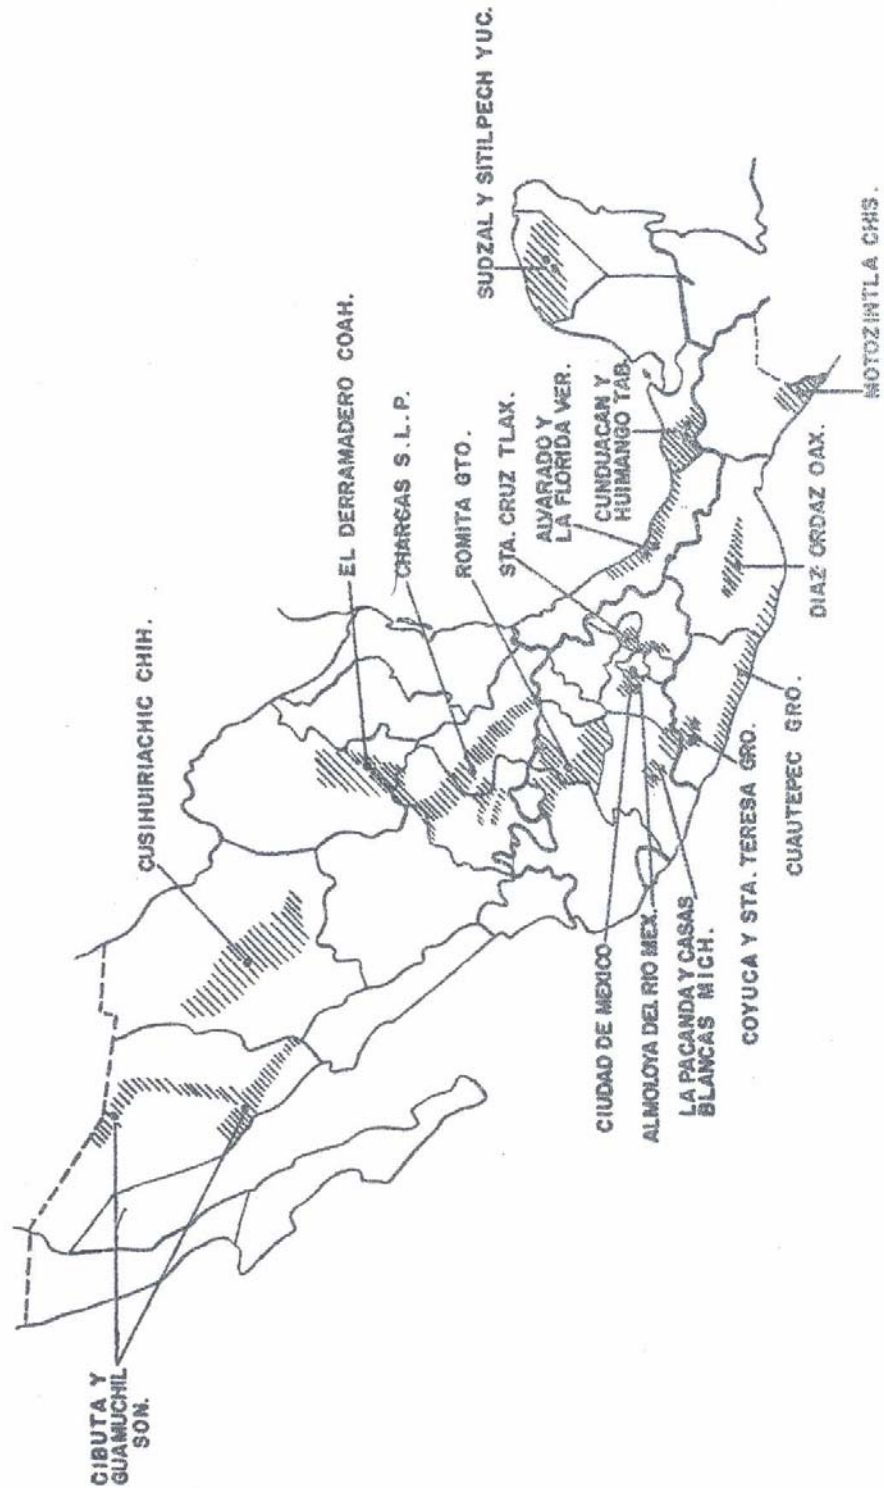 CIBUTA Y
GUAMUCHIL
SON.
CUSIHUIRIACHIC CHIH.
EL DERRAMADERO COAH.
CHARCAS S.L.P.
ROMITA GTO.
STA. CRUZ TLAX.
ALVARADO Y
LA FLORIDA VER.
CUNDUACAN Y
HUIMANGO TAB.
SUDZAL Y SITILPECH YUC.
CIUDAD DE MEXICO
ALMOLOYA DEL RIO MEX.
LA PACANDA Y CASAS
BLANCAS MICH.
COYUCA Y STA. TERESA GRO.
CUAUTEPEC GRO.
DIAZ ORDAZ OAX.
MOTOZINTLA CHIS.